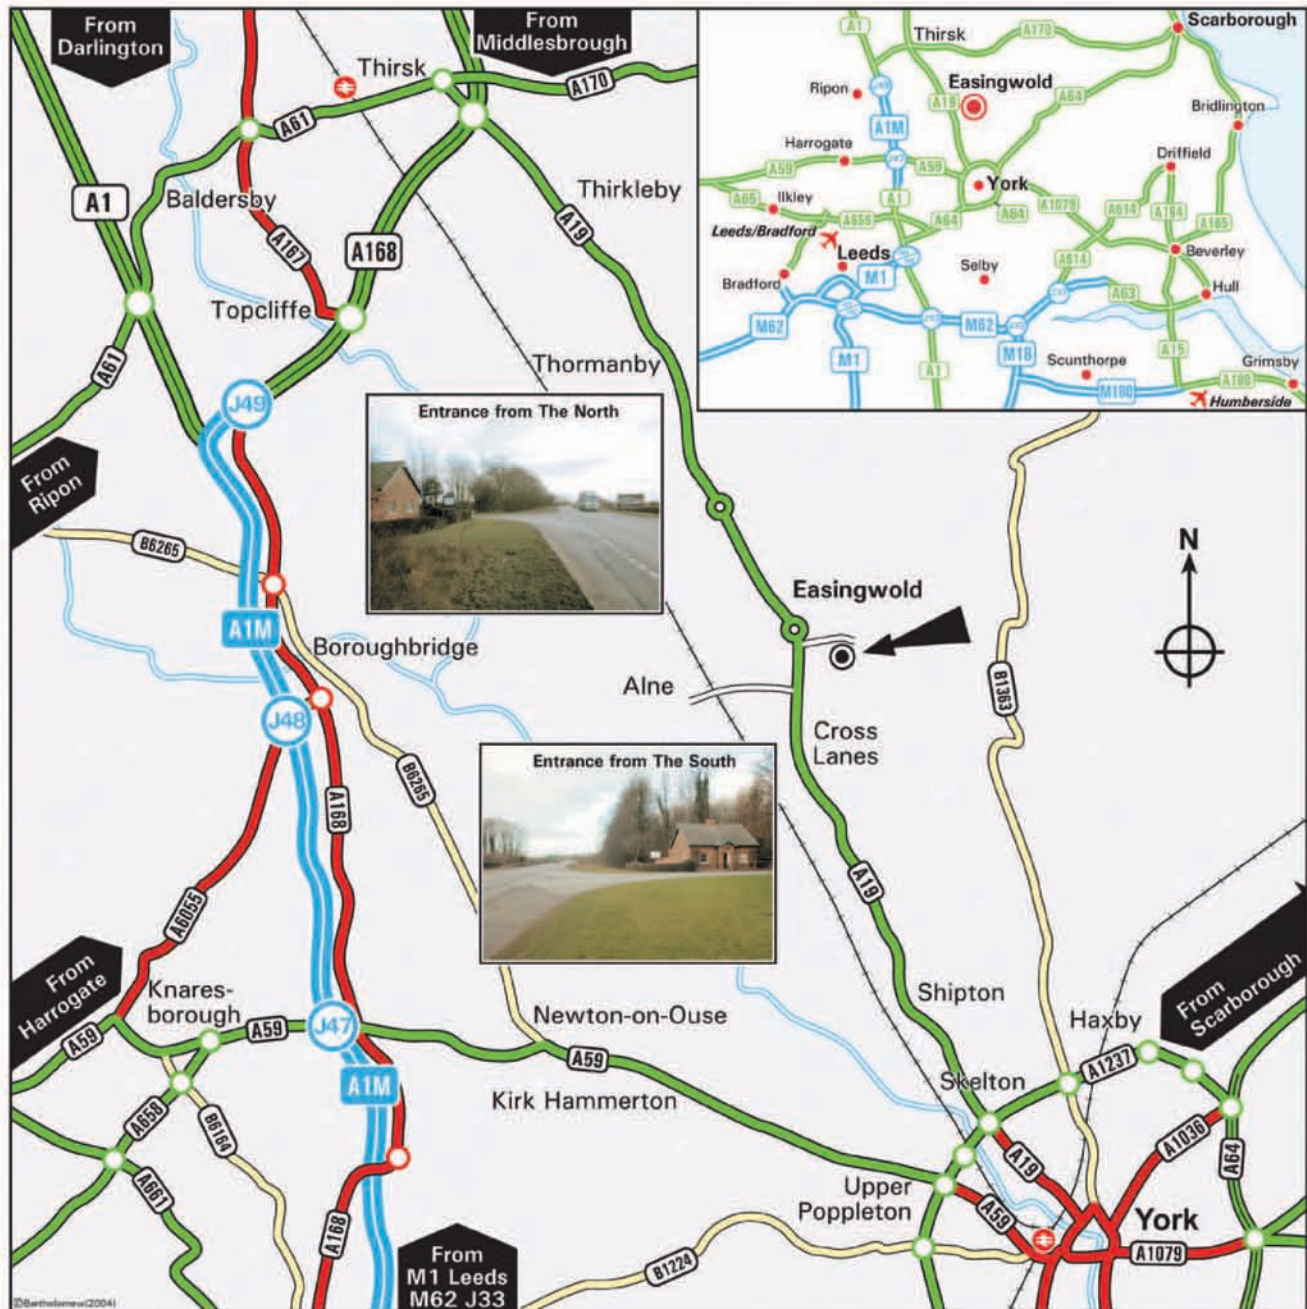 From
Darlington
From
Middlesbrough
Thirsk
A170
A61
A1
Baldersby
Thirkleby
A19
A167
A168
Topcliffe
A61
Thormanby
J49
From
Ripon
Entrance from The North
B6265
A1M
Boroughbridge
Easingwold
N
Alne
B1363
J48
Cross
Lanes
Entrance from The South
B6265
A168
A19
A6055
From
Harrogate
A59
Knares-
borough
A59
J47
Newton-on-Ouse
A59
Shipton
Haxby
From
Scarborough
A1237
Skelton
A1M
Kirk Hammerton
A658
B6164
A661
A1036
A19
A64
Upper
Poppleton
A59
York
A1079
A168
From
M1 Leeds
M62 J33
B1224
©Bartholomew(2004)
A1
Thirsk
A170
Scarborough
Ripon
Easingwold
A19
A64
Bridlington
A1M
Harrogate
A59
A59
Driffield
York
A65
Ilkley
A659
A1
A64
A64
A1079
A614
A164
A165
Leeds/Bradford
Leeds
Selby
A614
Beverley
Bradford
M1
A63
Hull
M62
M62
M1
A1
M18
Scunthorpe
A15
Grimsby
M180
A180
Humberside